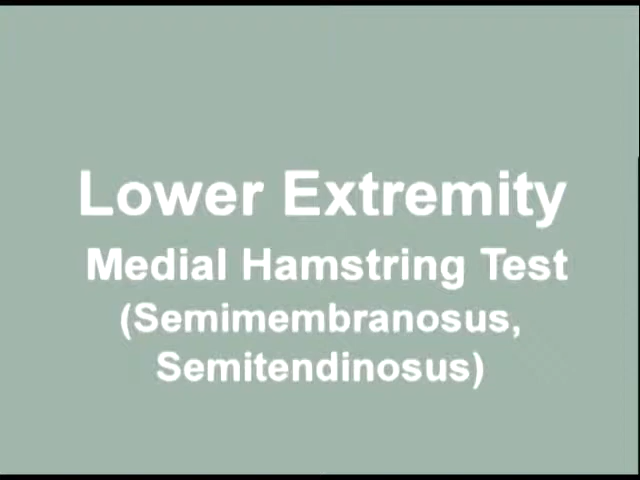 Lower Extremity
Medial Hamstring Test
(Semimembranosus,
Semitendinosus)